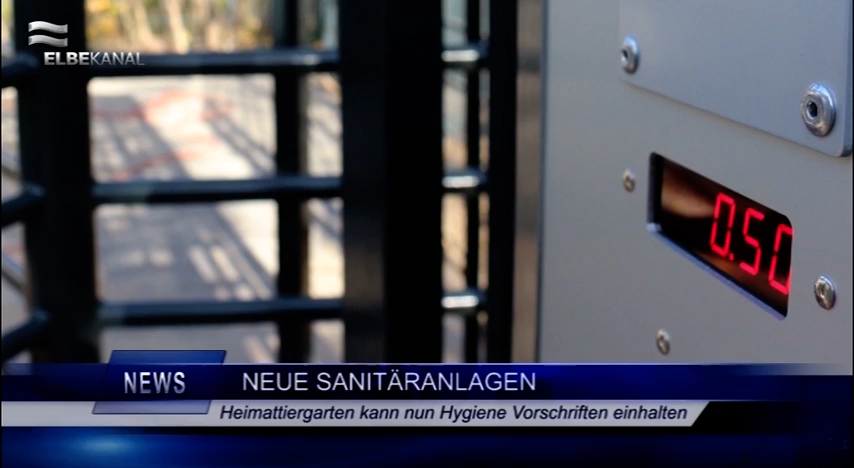 ELBEKANAL
0.50
NEWS
NEUE SANITÄRANLAGEN
Heimattiergarten kann nun Hygiene Vorschriften einhalten